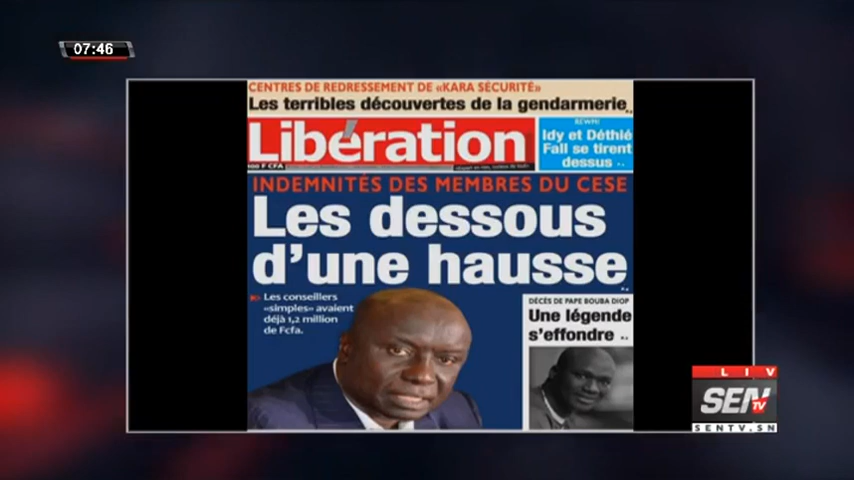 07:46
CENTRES DE REDRESSEMENT DE «KARA SÉCURITÉ»
Les terribles découvertes de la gendarmerie
Libération
F CFA
REWMI
Idy et Déthié
Fall se tirent
dessus
INDEMNITÉS DES MEMBRES DU CESE
Les dessous
d'une hausse
Les conseillers
«simples» avaient
déjà 1,2 million
de Fcfa.
DÉCÈS DE PAPE BOUBA DIOP
Une légende
s'effondre
LIV
SEN TV
SENTV.SN